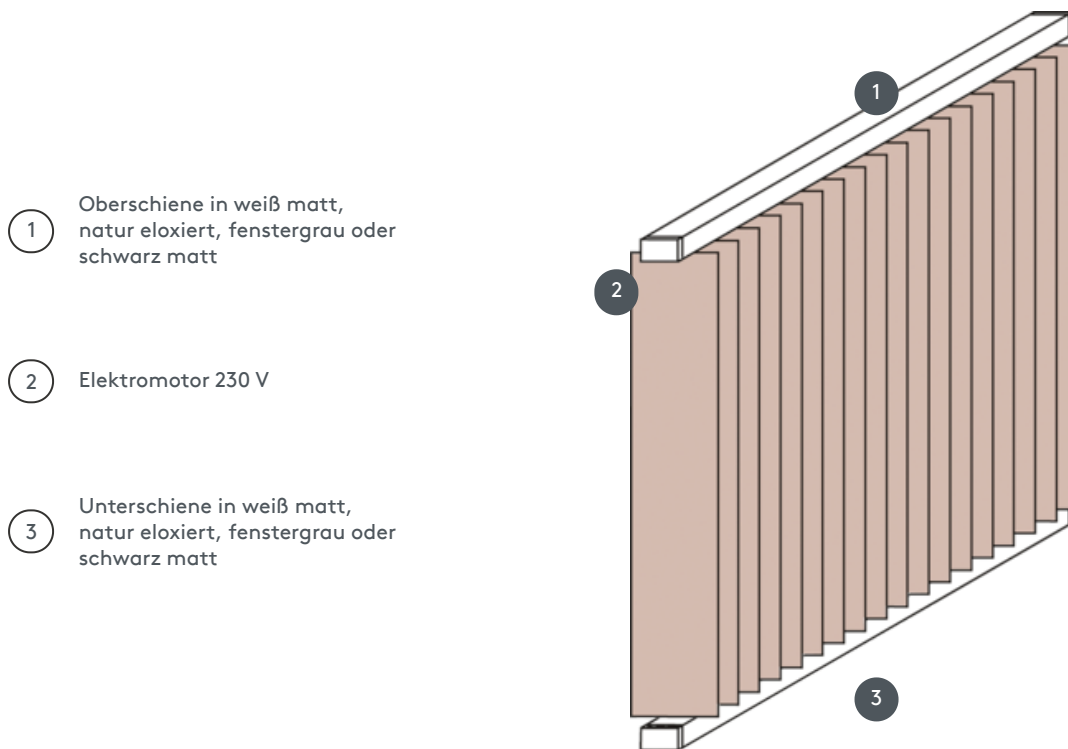 1
Oberschiene in weiß matt,
natur eloxiert, fenstergrau oder
schwarz matt
2
Elektromotor 230 V
3
Unterschiene in weiß matt,
natur eloxiert, fenstergrau oder
schwarz matt
1
2
3